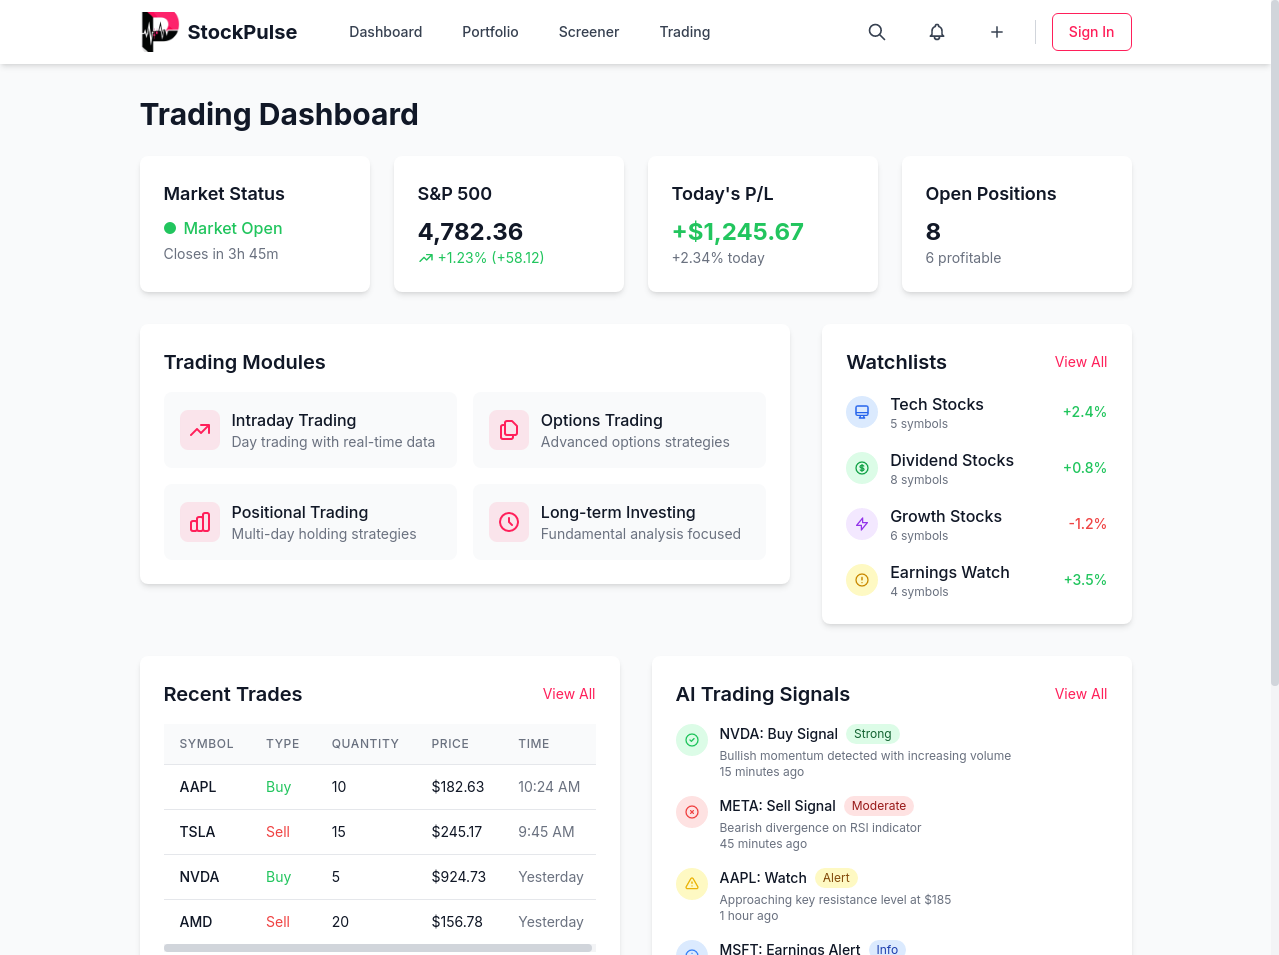 StockPulse Dashboard Portfolio Screener Trading Sign In
Trading Dashboard
Market Status
Market Open
Closes in 3h 45m
S&P 500
4,782.36
+1.23% (+58.12)
Today's P/L
+$1,245.67
+2.34% today
Open Positions
8
6 profitable
Trading Modules
Intraday Trading
Day trading with real-time data
Options Trading
Advanced options strategies
Positional Trading
Multi-day holding strategies
Long-term Investing
Fundamental analysis focused
Watchlists View All
Tech Stocks
5 symbols
+2.4%
Dividend Stocks
8 symbols
+0.8%
Growth Stocks
6 symbols
-1.2%
Earnings Watch
4 symbols
+3.5%
Recent Trades View All
SYMBOL TYPE QUANTITY PRICE TIME
AAPL Buy 10 $182.63 10:24 AM
TSLA Sell 15 $245.17 9:45 AM
NVDA Buy 5 $924.73 Yesterday
AMD Sell 20 $156.78 Yesterday
AI Trading Signals View All
NVDA: Buy Signal Strong
Bullish momentum detected with increasing volume
15 minutes ago
META: Sell Signal Moderate
Bearish divergence on RSI indicator
45 minutes ago
AAPL: Watch Alert
Approaching key resistance level at $185
1 hour ago
MSFT: Earnings Alert Info